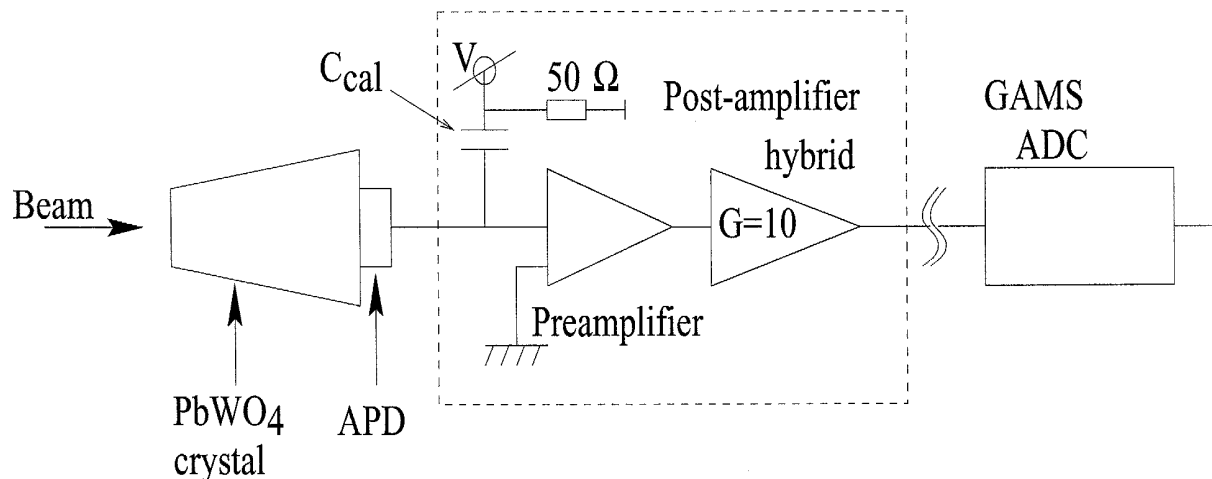 V
50 Ω
Ccal
Post-amplifier
hybrid
GAMS
ADC
Beam
G=10
Preamplifier
PbWO4
crystal
APD